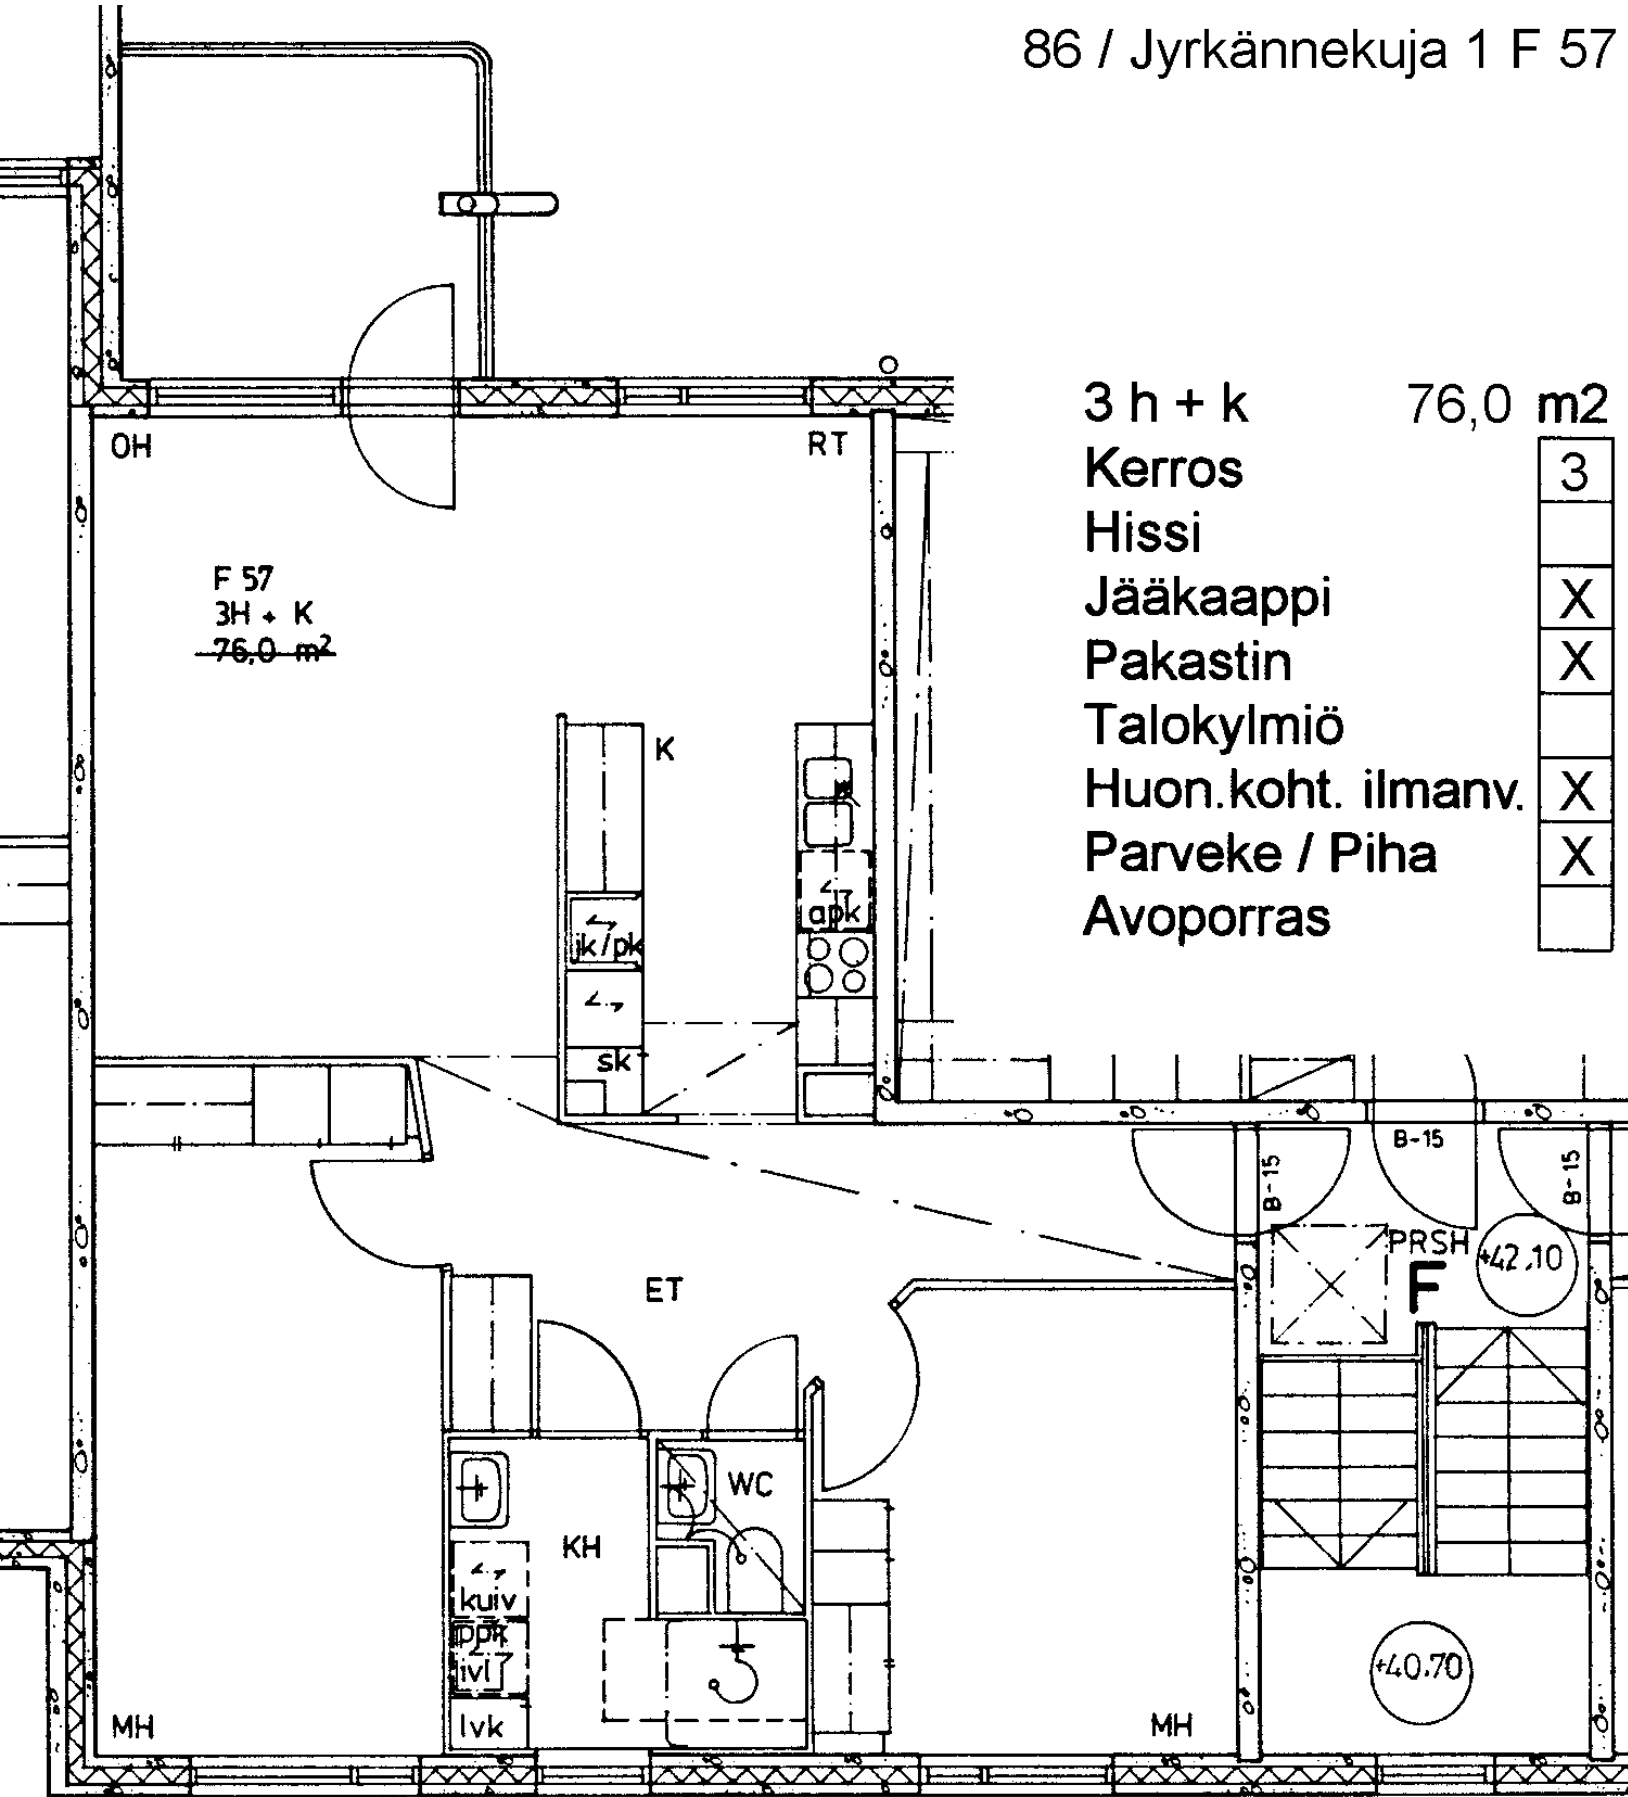 86 / Jyrkännekuja 1 F 57
3 h + k 76,0 m2
Kerros 3
Hissi
Jääkaappi X
Pakastin X
Talokylmiö
Huon.koht. ilmanv. X
Parveke / Piha X
Avoporras
OH
RT
F 57
3H + K
76,0 m²
K
apk
jk/pk
sk
B-15
B-15
B-15
PRSH
F
+42.10
ET
WC
KH
kuiv
ppk
ivl
lvk
MH
MH
+40.70